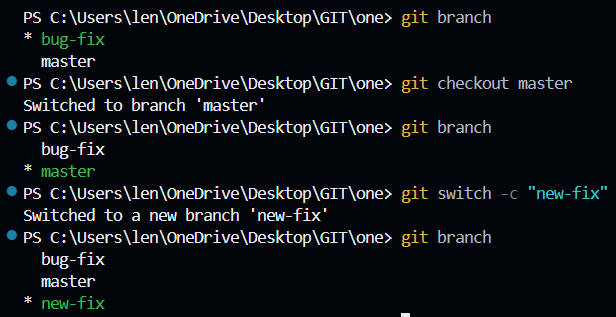 PS C:\Users\len\OneDrive\Desktop\GIT\one> git branch
* bug-fix
  master
PS C:\Users\len\OneDrive\Desktop\GIT\one> git checkout master
Switched to branch 'master'
PS C:\Users\len\OneDrive\Desktop\GIT\one> git branch
  bug-fix
* master
PS C:\Users\len\OneDrive\Desktop\GIT\one> git switch -c "new-fix"
Switched to a new branch 'new-fix'
PS C:\Users\len\OneDrive\Desktop\GIT\one> git branch
  bug-fix
  master
* new-fix